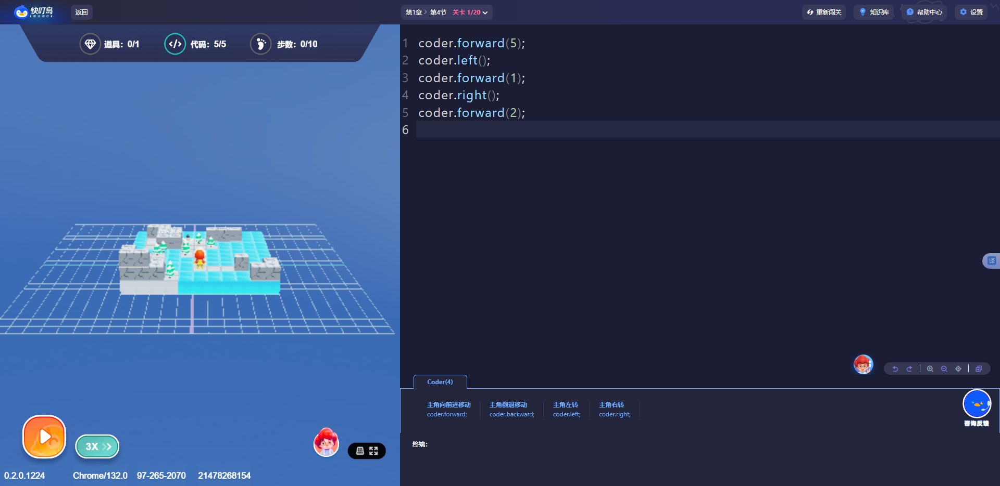 快叮岛
返回
第1章 > 第4节 关卡 1/20
重新闯关
知识库
帮助中心
设置
道具：0/1
代码：5/5
步数：0/10
1 coder.forward(5);
2 coder.left();
3 coder.forward(1);
4 coder.right();
5 coder.forward(2);
6
译
Coder(4)
主角向前进移动
coder.forward;
主角倒退移动
coder.backward;
主角左转
coder.left;
主角右转
coder.right;
咨询反馈
终端：
3X
0.2.0.1224 Chrome/132.0 97-265-2070 21478268154